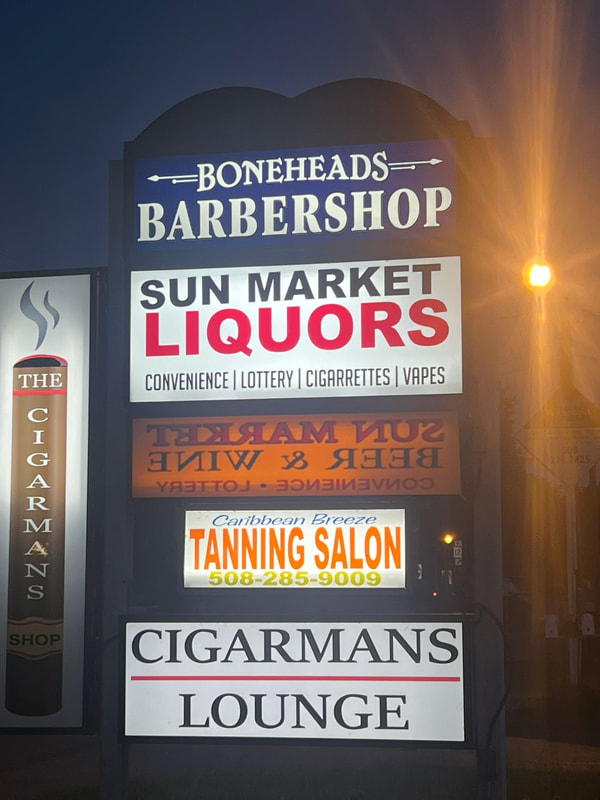 BONEHEADS
BARBERSHOP
SUN MARKET
LIQUORS
CONVENIENCE | LOTTERY | CIGARRETTES | VAPES
SUN MARKET
BEER & WINE
CONVENIENCE • LOTTERY
Caribbean Breeze
TANNING SALON
508-285-9009
CIGARMANS
LOUNGE
THE
CIGARMANS
SHOP